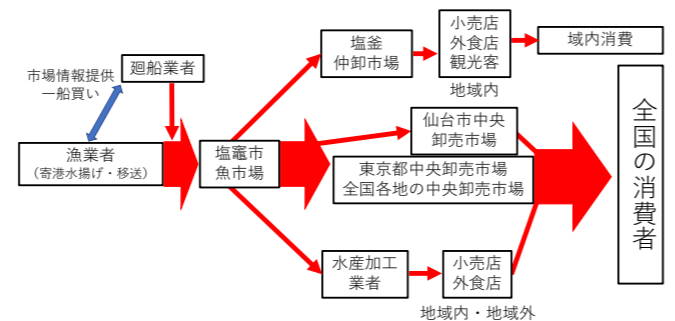 市場情報提供
一船買い
廻船業者
漁業者
（寄港水揚げ・移送）
塩竈市
魚市場
塩釜
仲卸市場
小売店
外食店
観光客
地域内
域内消費
仙台市中央
卸売市場
東京都中央卸売市場
全国各地の中央卸売市場
水産加工
業者
小売店
外食店
地域内・地域外
全国の消費者